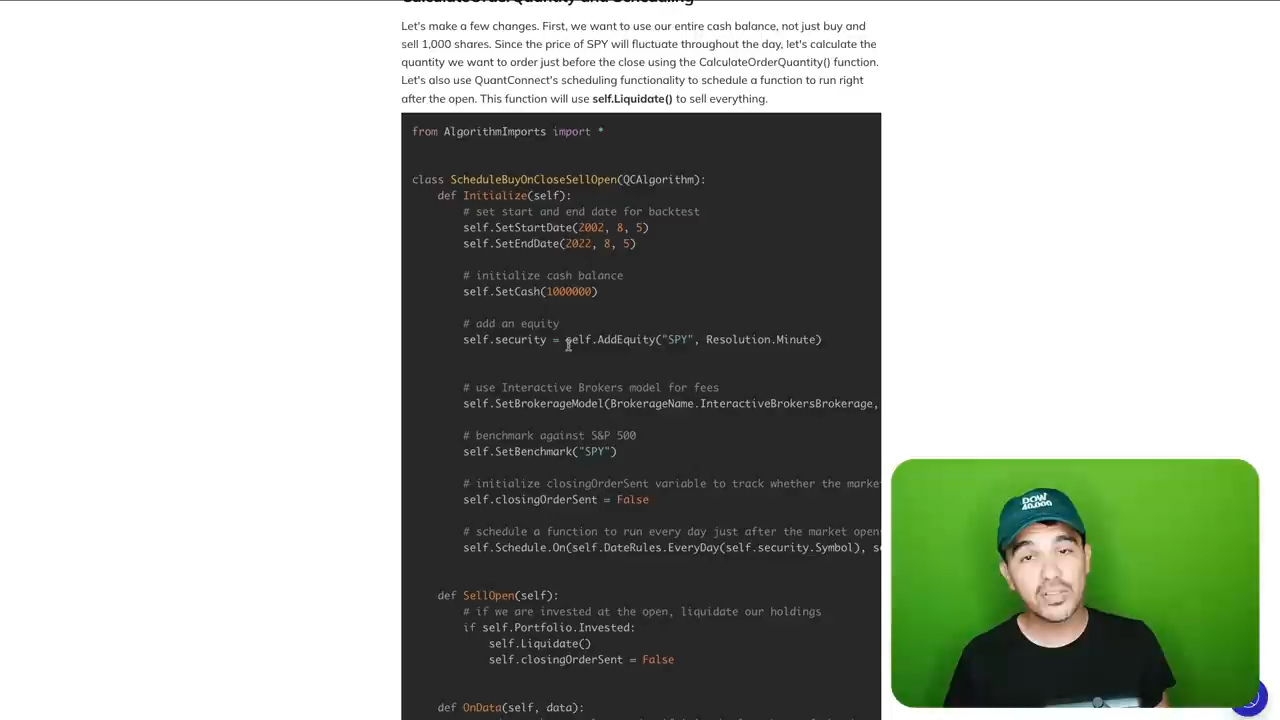 CalculateOrderQuantity and Scheduling
Let's make a few changes. First, we want to use our entire cash balance, not just buy and
sell 1,000 shares. Since the price of SPY will fluctuate throughout the day, let's calculate the
quantity we want to order just before the close using the CalculateOrderQuantity() function.
Let's also use QuantConnect's scheduling functionality to schedule a function to run right
after the open. This function will use self.Liquidate() to sell everything.
from AlgorithmImports import *
class ScheduleBuyOnCloseSellOpen(QCAlgorithm):
def Initialize(self):
# set start and end date for backtest
self.SetStartDate(2002, 8, 5)
self.SetEndDate(2022, 8, 5)
# initialize cash balance
self.SetCash(1000000)
# add an equity
self.security = self.AddEquity("SPY", Resolution.Minute)
# use Interactive Brokers model for fees
self.SetBrokerageModel(BrokerageName.InteractiveBrokersBrokerage,
# benchmark against S&P 500
self.SetBenchmark("SPY")
# initialize closingOrderSent variable to track whether the marke
self.closingOrderSent = False
# schedule a function to run every day just after the market open
self.Schedule.On(self.DateRules.EveryDay(self.security.Symbol), s
def SellOpen(self):
# if we are invested at the open, liquidate our holdings
if self.Portfolio.Invested:
self.Liquidate()
self.closingOrderSent = False
def OnData(self, data):
DOW
40,000